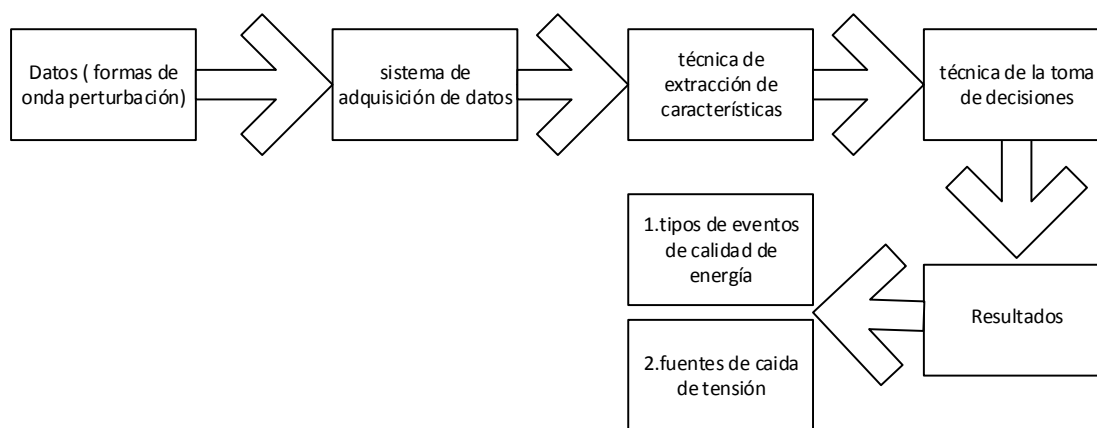 Datos ( formas de
onda perturbación)
sistema de
adquisición de datos
técnica de
extracción de
características
técnica de la toma
de decisiones
1.tipos de eventos
de calidad de
energía
Resultados
2.fuentes de caida
de tensión